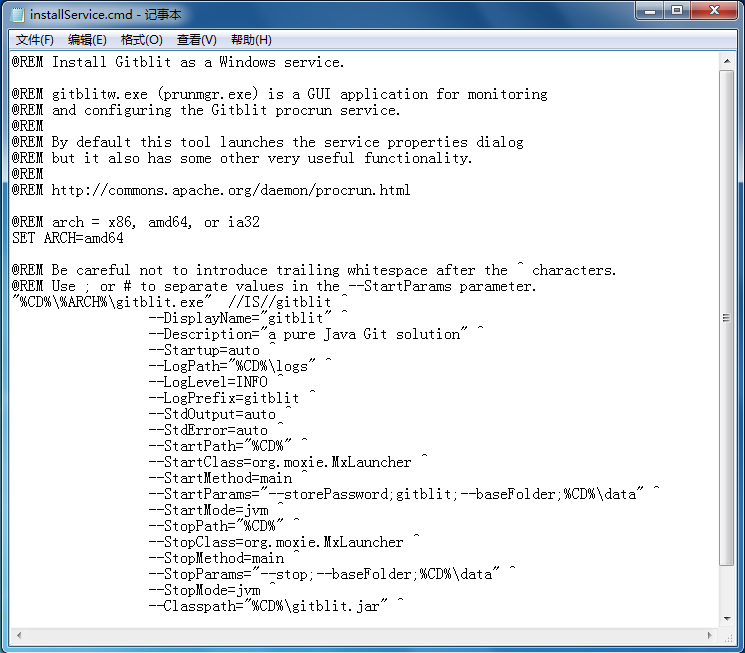 installService.cmd - 记事本
文件(F) 编辑(E) 格式(O) 查看(V) 帮助(H)
@REM Install Gitblit as a Windows service.
@REM gitblitw.exe (prunmgr.exe) is a GUI application for monitoring
@REM and configuring the Gitblit procrun service.
@REM
@REM By default this tool launches the service properties dialog
@REM but it also has some other very useful functionality.
@REM
@REM http://commons.apache.org/daemon/procrun.html
@REM arch = x86, amd64, or ia32
SET ARCH=amd64
@REM Be careful not to introduce trailing whitespace after the ^ characters.
@REM Use ; or # to separate values in the --StartParams parameter.
"%CD%\%ARCH%\gitblit.exe"  //IS//gitblit ^
--DisplayName="gitblit" ^
--Description="a pure Java Git solution" ^
--Startup=auto ^
--LogPath="%CD%\logs" ^
--LogLevel=INFO ^
--LogPrefix=gitblit ^
--StdOutput=auto ^
--StdError=auto ^
--StartPath="%CD%" ^
--StartClass=org.moxie.MxLauncher ^
--StartMethod=main ^
--StartParams="--storePassword;gitblit;--baseFolder;%CD%\data" ^
--StartMode=jvm ^
--StopPath="%CD%" ^
--StopClass=org.moxie.MxLauncher ^
--StopMethod=main ^
--StopParams="--stop;--baseFolder;%CD%\data" ^
--StopMode=jvm ^
--Classpath="%CD%\gitblit.jar" ^